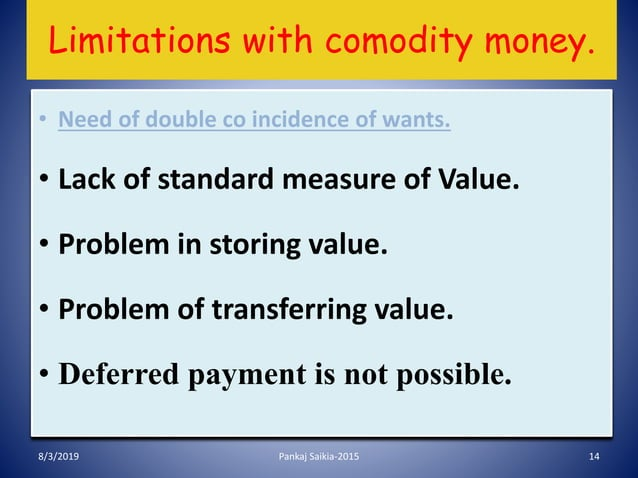 Limitations with comodity money.
• Need of double co incidence of wants.
• Lack of standard measure of Value.
• Problem in storing value.
• Problem of transferring value.
• Deferred payment is not possible.
8/3/2019 Pankaj Saikia-2015 14